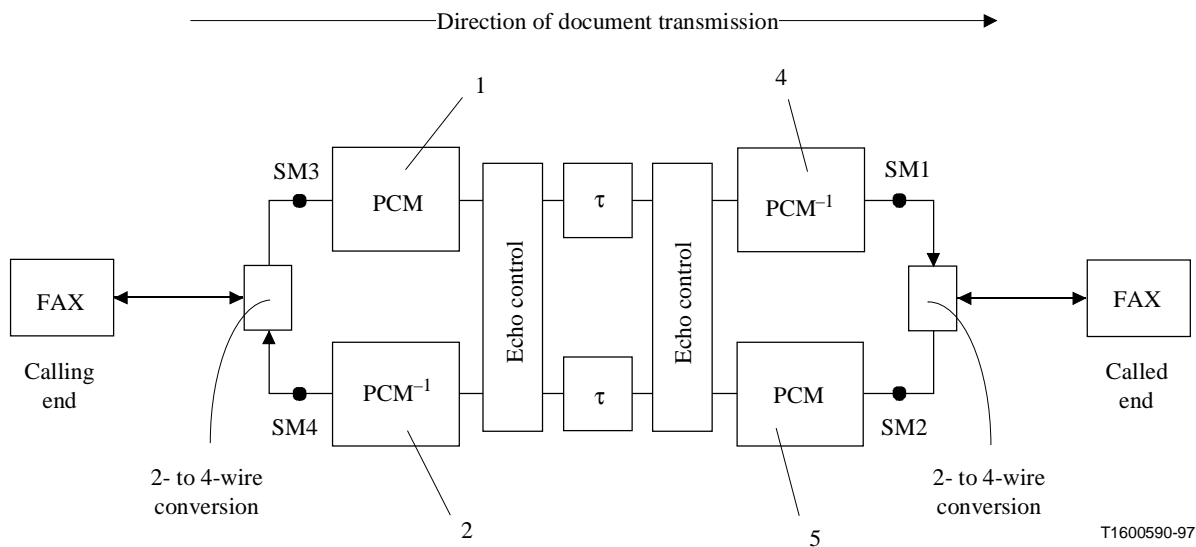 Direction of document transmission
1
4
SM3
SM1
PCM
τ
PCM–1
FAX
Echo control
Echo control
FAX
Calling
end
Called
end
PCM–1
τ
PCM
SM4
SM2
2- to 4-wire
conversion
2- to 4-wire
conversion
2
5
T1600590-97